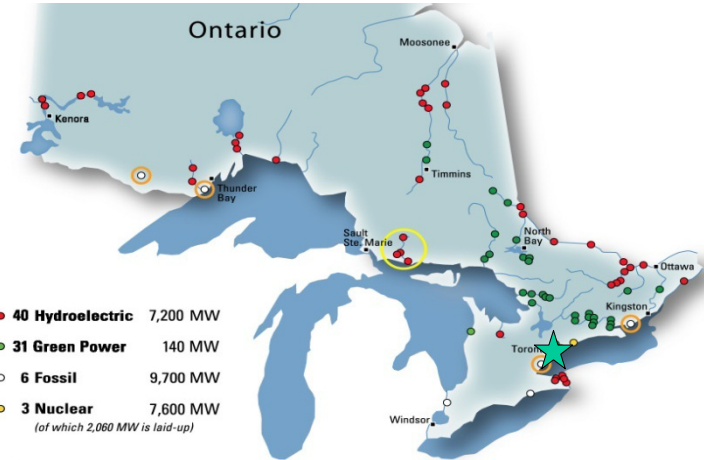 Ontario
Moosonee
Kenora
Timmins
Thunder
Bay
Sault
Ste. Marie
North
Bay
Ottawa
Kingston
40 Hydroelectric 7,200 MW
31 Green Power 140 MW
Toron
6 Fossil 9,700 MW
3 Nuclear 7,600 MW
(of which 2,060 MW is laid-up)
Windsor